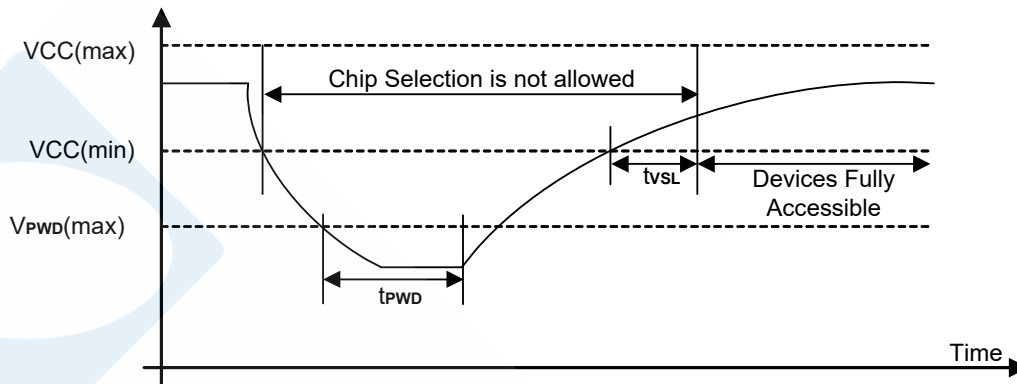 VCC(max)
Chip Selection is not allowed
VCC(min)
tVSL
Devices Fully
Accessible
VPWD(max)
tPWD
Time